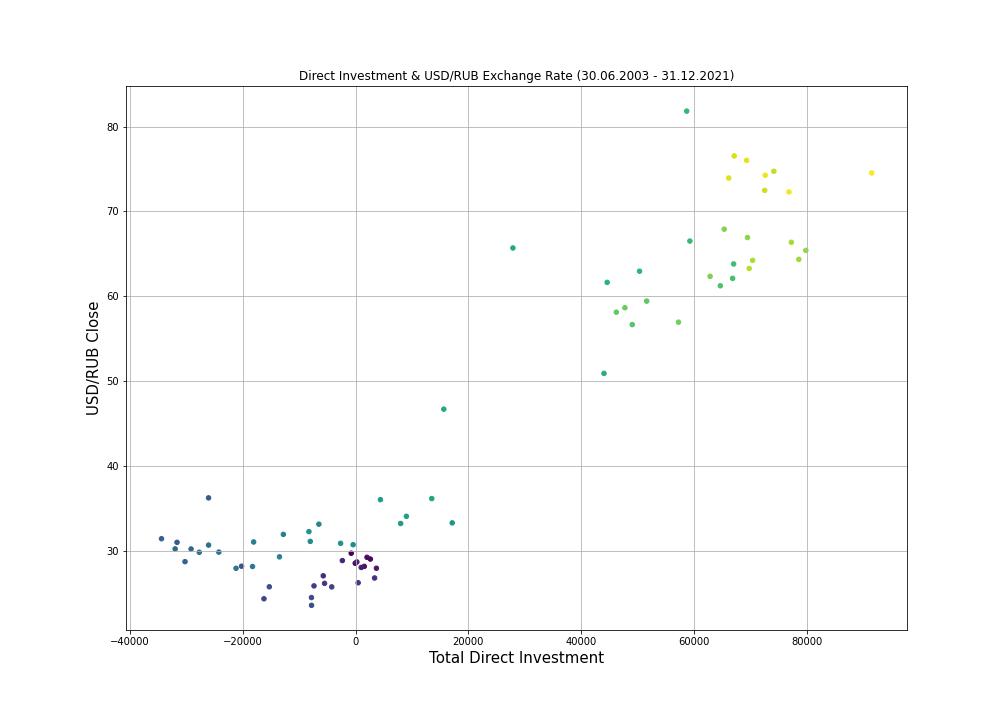 Direct Investment & USD/RUB Exchange Rate (30.06.2003 - 31.12.2021)
80
70
60
50
40
30
USD/RUB Close
−40000 −20000 0 20000 40000 60000 80000
Total Direct Investment